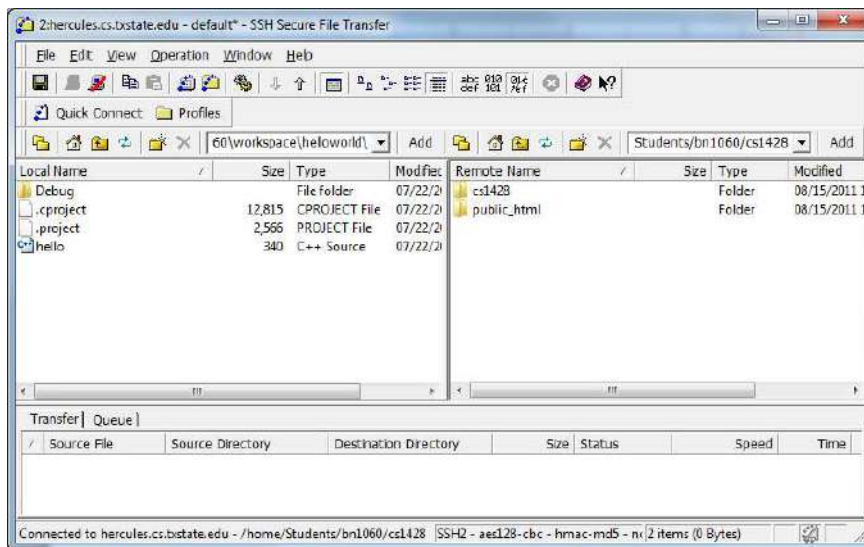 2:hercules.cs.txstate.edu - default* - SSH Secure File Transfer
File Edit View Operation Window Help
Quick Connect Profiles
60\workspace\heloworld\ Add Students/bn1060/cs1428 Add
Local Name / Size Type Modified Remote Name / Size Type Modified
Debug File folder 07/22/2 cs1428 Folder 08/15/2011 1
.cproject 12,815 CPROJECT File 07/22/2 public_html Folder 08/15/2011 1
.project 2,566 PROJECT File 07/22/2
hello 340 C++ Source 07/22/2
Transfer Queue
/ Source File Source Directory Destination Directory Size Status Speed Time
Connected to hercules.cs.txstate.edu - /home/Students/bn1060/cs1428 SSH2 - aes128-cbc - hmac-md5 - 2 items (0 Bytes)